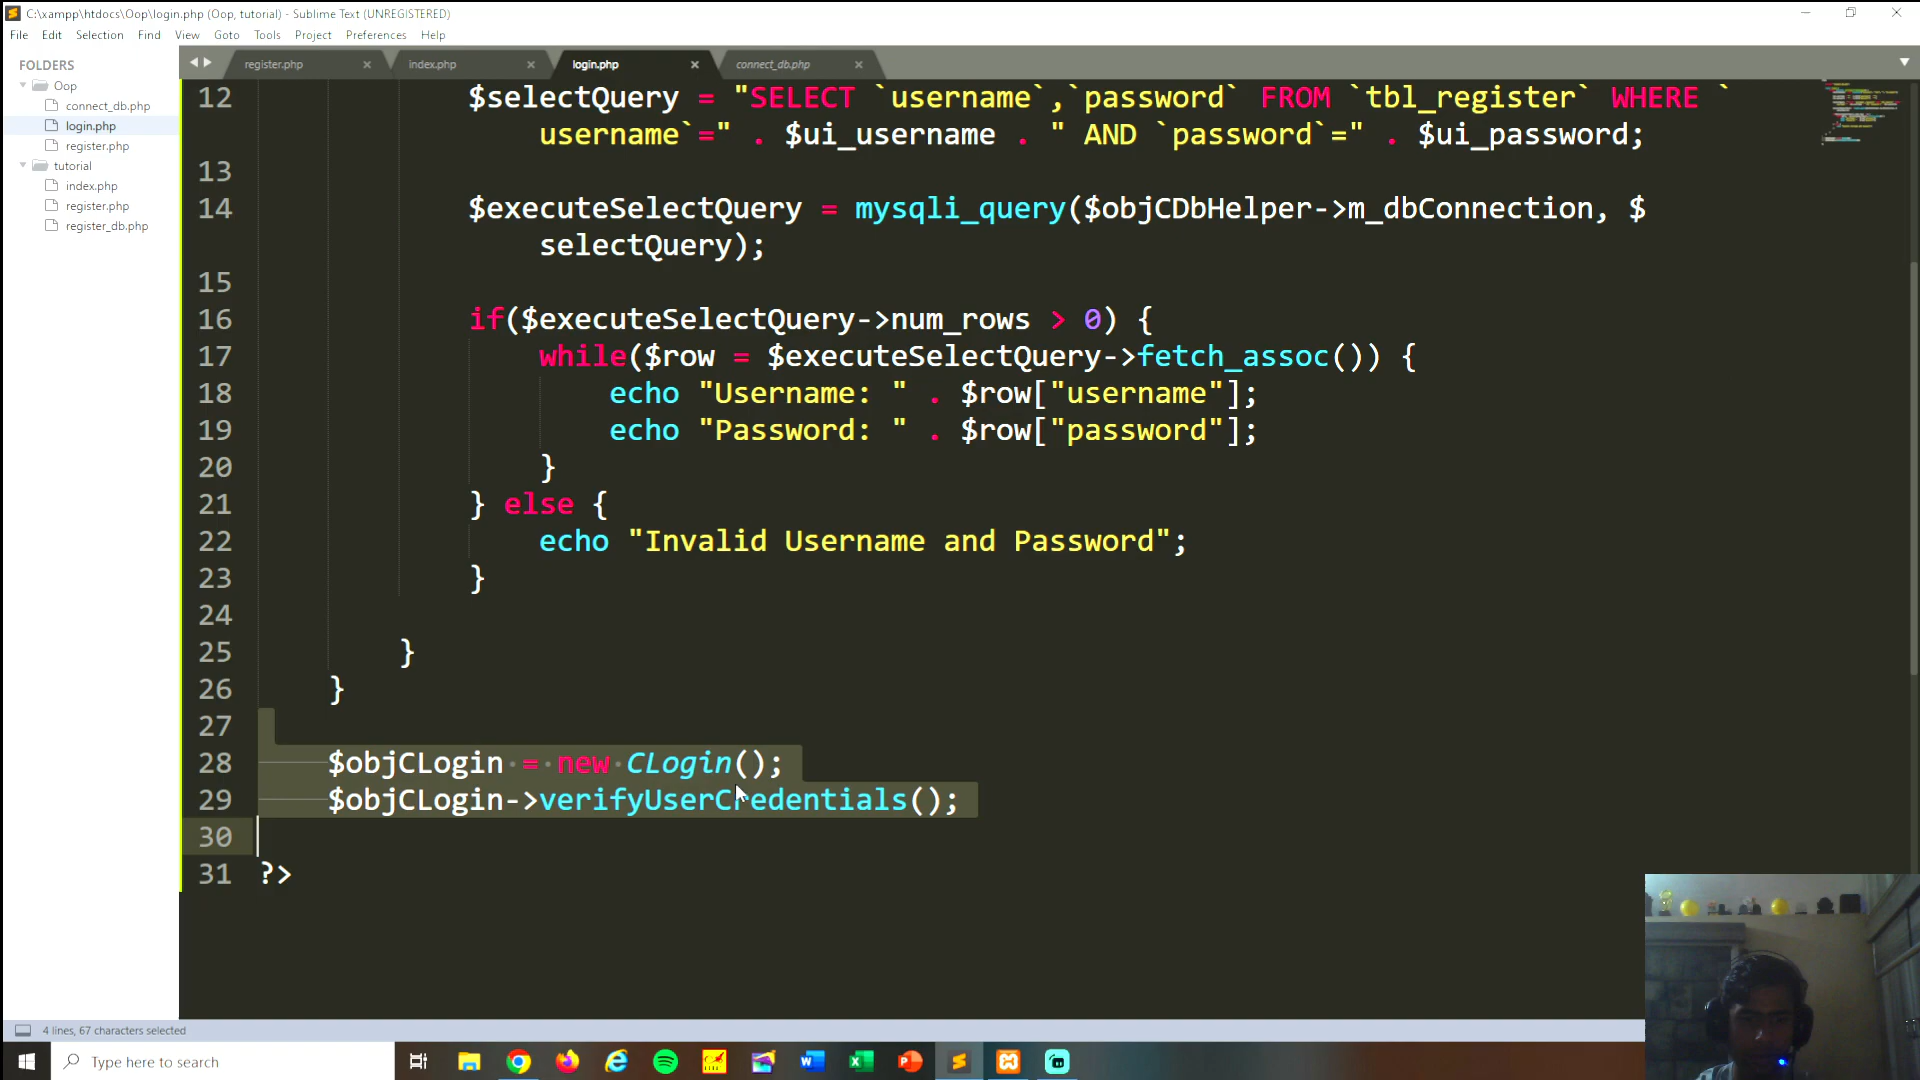 C:\xampp\htdocs\Oop\login.php (Oop, tutorial) - Sublime Text (UNREGISTERED)
File Edit Selection Find View Goto Tools Project Preferences Help
FOLDERS
Oop
connect_db.php
login.php
register.php
tutorial
index.php
register.php
register_db.php
register.php × index.php × login.php × connect_db.php ×
12 $selectQuery = "SELECT `username`,`password` FROM `tbl_register` WHERE `
username`=" . $ui_username . " AND `password`=" . $ui_password;
13
14 $executeSelectQuery = mysqli_query($objCDbHelper->m_dbConnection, $
selectQuery);
15
16 if($executeSelectQuery->num_rows > 0) {
17 while($row = $executeSelectQuery->fetch_assoc()) {
18 echo "Username: " . $row["username"];
19 echo "Password: " . $row["password"];
20 }
21 } else {
22 echo "Invalid Username and Password";
23 }
24
25 }
26 }
27
28 $objCLogin = new CLogin();
29 $objCLogin->verifyUserCredentials();
30
31 ?>
4 lines, 67 characters selected
Type here to search